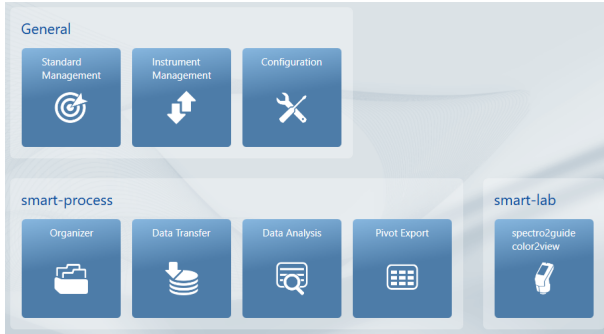 General
Standard
Management
Instrument
Management
Configuration
smart-process
Organizer
Data Transfer
Data Analysis
Pivot Export
smart-lab
spectro2guide
color2view